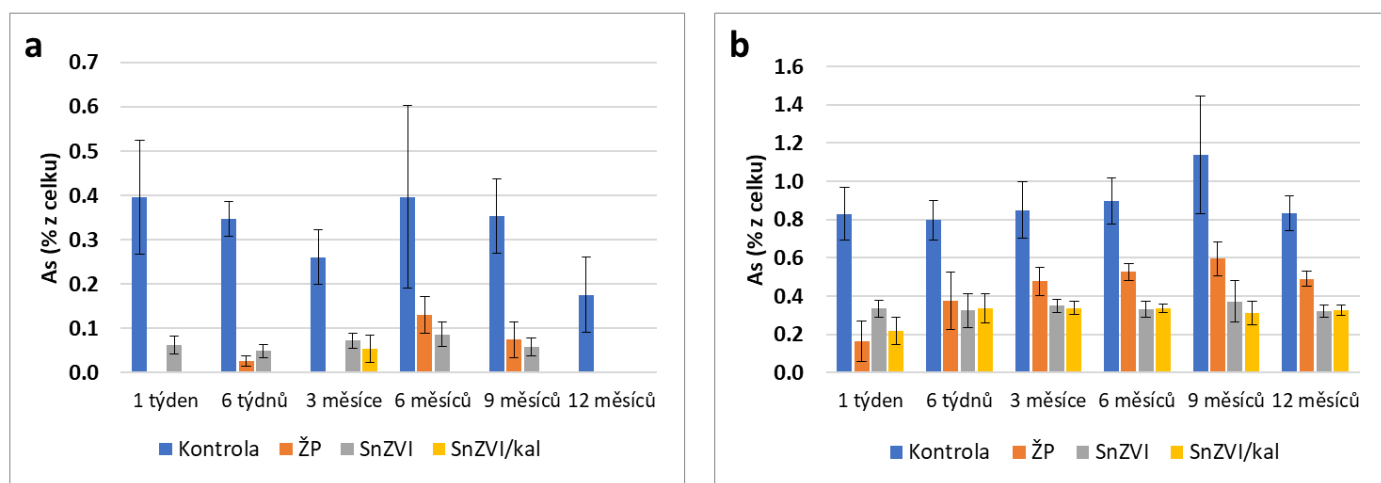 a
0.7
0.6
0.5
0.4
0.3
0.2
0.1
0.0
As (% z celku)
1 týden 6 týdnů 3 měsíce 6 měsíců 9 měsíců 12 měsíců
Kontrola ŽP SnZVI SnZVI/kal
b
1.6
1.4
1.2
1.0
0.8
0.6
0.4
0.2
0.0
As (% z celku)
1 týden 6 týdnů 3 měsíce 6 měsíců 9 měsíců 12 měsíců
Kontrola ŽP SnZVI SnZVI/kal